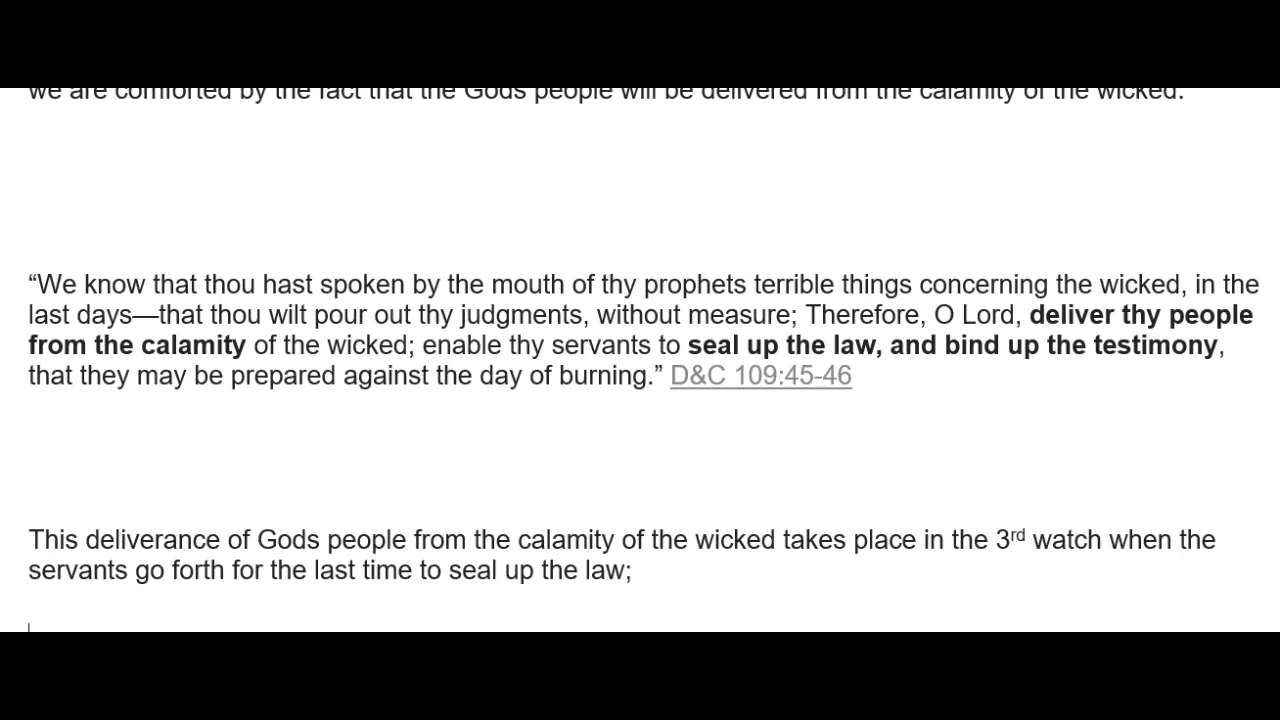 we are comforted by the fact that the Gods people will be delivered from the calamity of the wicked.
“We know that thou hast spoken by the mouth of thy prophets terrible things concerning the wicked, in the
last days—that thou wilt pour out thy judgments, without measure; Therefore, O Lord, deliver thy people
from the calamity of the wicked; enable thy servants to seal up the law, and bind up the testimony,
that they may be prepared against the day of burning.” D&C 109:45-46
This deliverance of Gods people from the calamity of the wicked takes place in the 3rd watch when the
servants go forth for the last time to seal up the law;